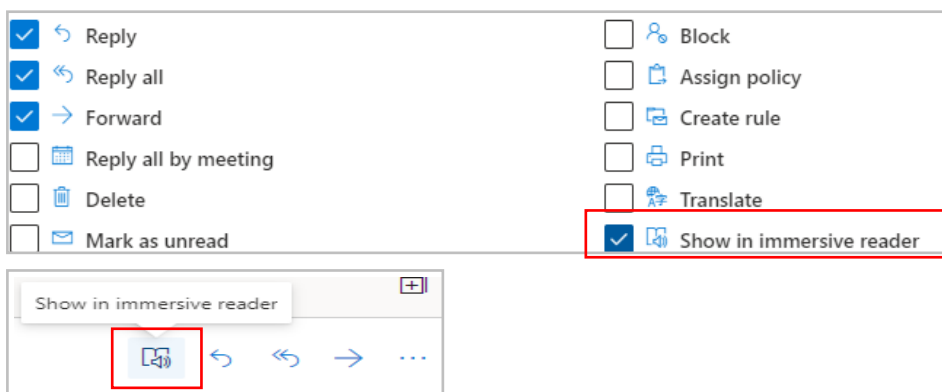 Reply
Reply all
Forward
Reply all by meeting
Delete
Mark as unread
Block
Assign policy
Create rule
Print
Translate
Show in immersive reader
Show in immersive reader